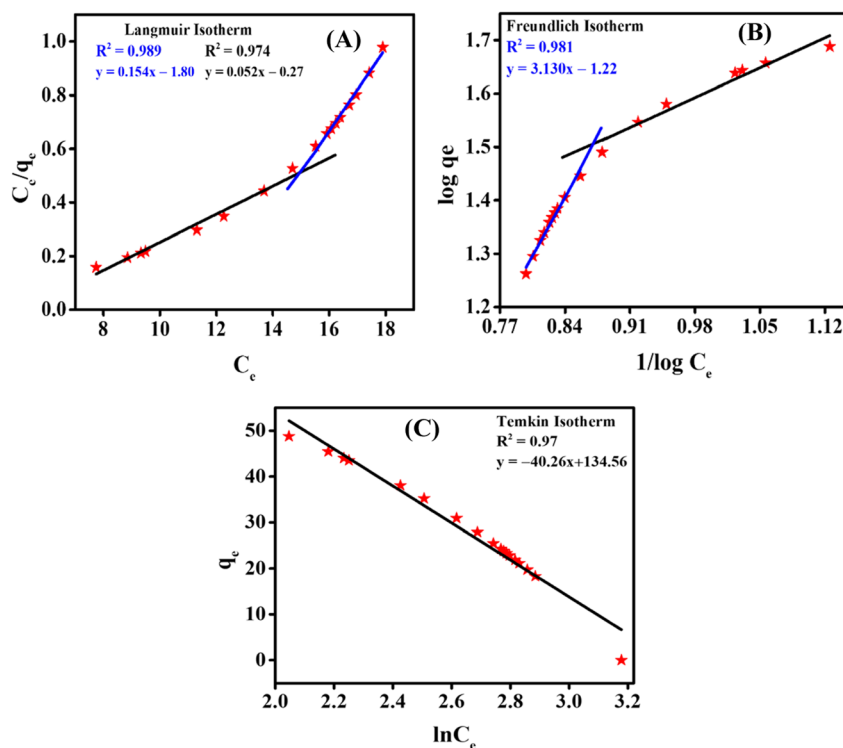 Langmuir Isotherm
(A)
R² = 0.989 R² = 0.974
y = 0.154x − 1.80 y = 0.052x − 0.27
Cₑ/qₑ
1.0
0.8
0.6
0.4
0.2
0.0
8 10 12 14 16 18
Cₑ
Freundlich Isotherm
(B)
R² = 0.981
y = 3.130x − 1.22
log qe
1.7
1.6
1.5
1.4
1.3
1.2
0.77 0.84 0.91 0.98 1.05 1.12
1/log Cₑ
(C)
Temkin Isotherm
R² = 0.97
y = −40.26x+134.56
qₑ
50
40
30
20
10
0
2.0 2.2 2.4 2.6 2.8 3.0 3.2
lnCₑ